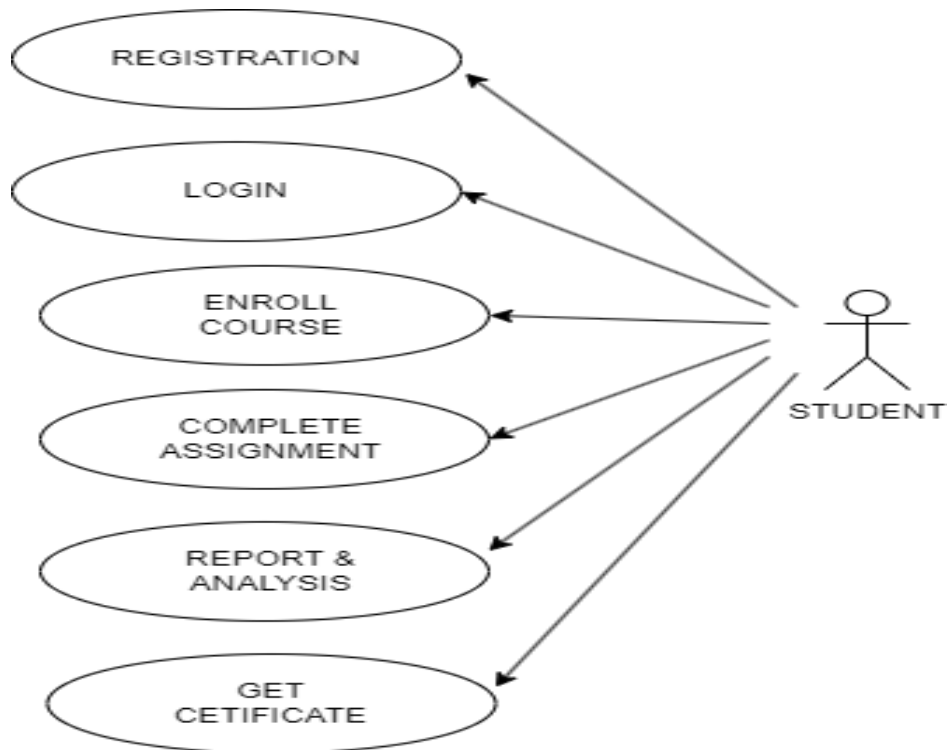 REGISTRATION
LOGIN
ENROLL
COURSE
COMPLETE
ASSIGNMENT
REPORT &
ANALYSIS
GET
CETIFICATE
STUDENT